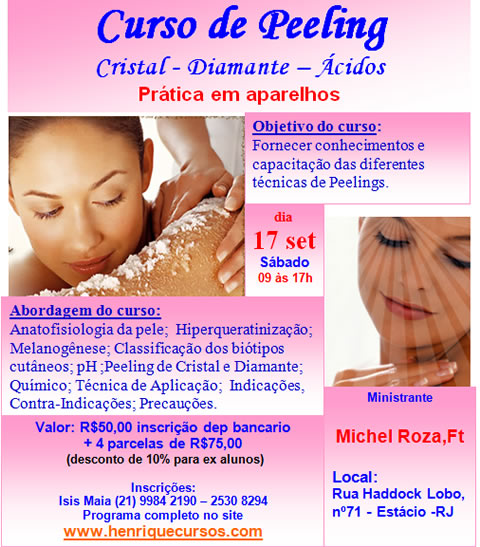 Curso de Peeling
Cristal - Diamante – Ácidos
Prática em aparelhos
Objetivo do curso:
Fornecer conhecimentos e
capacitação das diferentes
técnicas de Peelings.
dia
17 set
Sábado
09 às 17h
Abordagem do curso:
Anatofisiologia da pele; Hiperqueratinização;
Melanogênese; Classificação dos biótipos
cutâneos; pH ;Peeling de Cristal e Diamante;
Químico; Técnica de Aplicação; Indicações,
Contra-Indicações; Precauções.
Valor: R$50,00 inscrição dep bancario
+ 4 parcelas de R$75,00
(desconto de 10% para ex alunos)
Inscrições:
Isis Maia (21) 9984 2190 – 2530 8294
Programa completo no site
www.henriquecursos.com
Ministrante
Michel Roza,Ft
Local:
Rua Haddock Lobo,
nº71 - Estácio -RJ